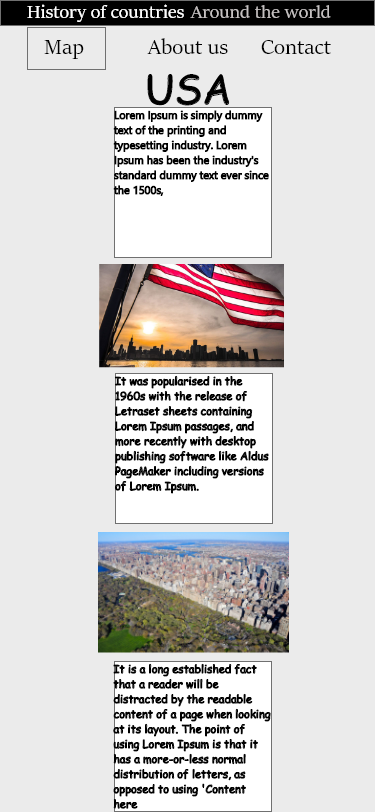 History of countries Around the world
Map About us Contact
USA
Lorem Ipsum is simply dummy
text of the printing and
typesetting industry. Lorem
Ipsum has been the industry's
standard dummy text ever since
the 1500s,
It was popularised in the
1960s with the release of
Letraset sheets containing
Lorem Ipsum passages, and
more recently with desktop
publishing software like Aldus
PageMaker including versions
of Lorem Ipsum.
It is a long established fact
that a reader will be
distracted by the readable
content of a page when looking
at its layout. The point of
using Lorem Ipsum is that it
has a more-or-less normal
distribution of letters, as
opposed to using 'Content
here